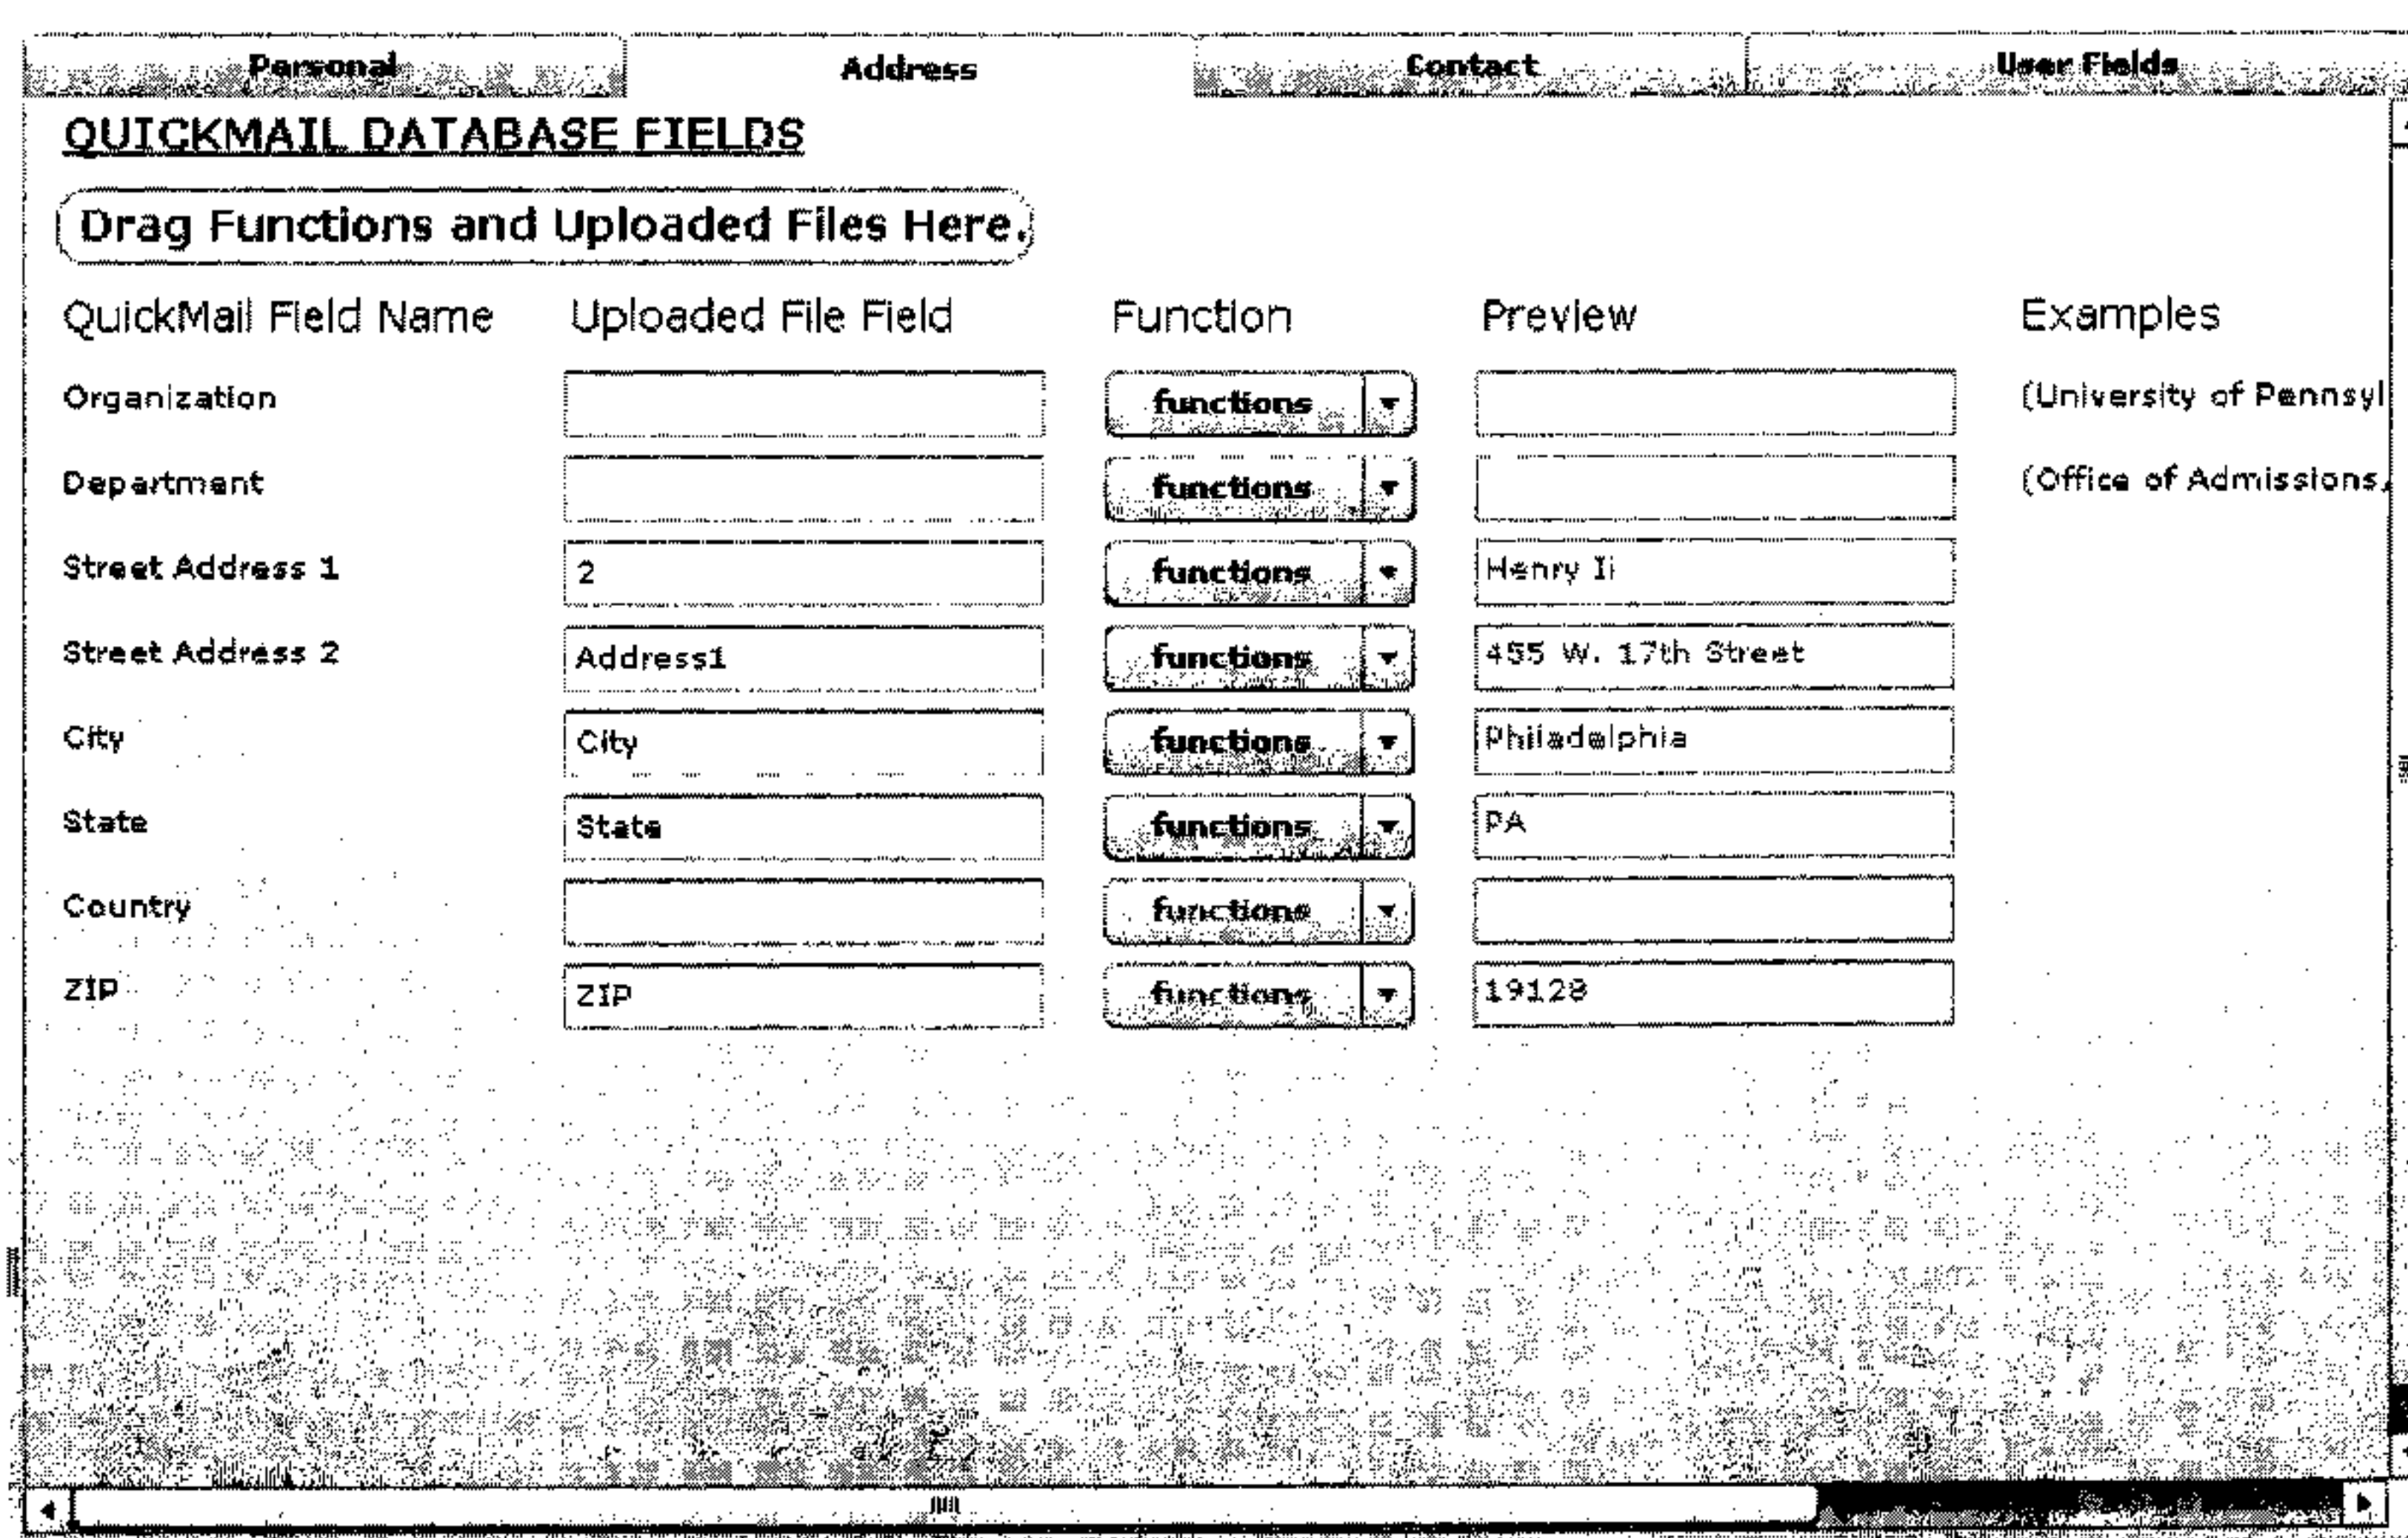 Personal Address Contact User Fields
QUICKMAIL DATABASE FIELDS
Drag Functions and Uploaded Files Here.
QuickMail Field Name Uploaded File Field Function Preview Examples
Organization functions (University of Pennsyl
Department functions (Office of Admissions,
Street Address 1 2 functions Henry Ii
Street Address 2 Address1 functions 455 W. 17th Street
City City functions Philadelphia
State State functions PA
Country functions
ZIP ZIP functions 19128